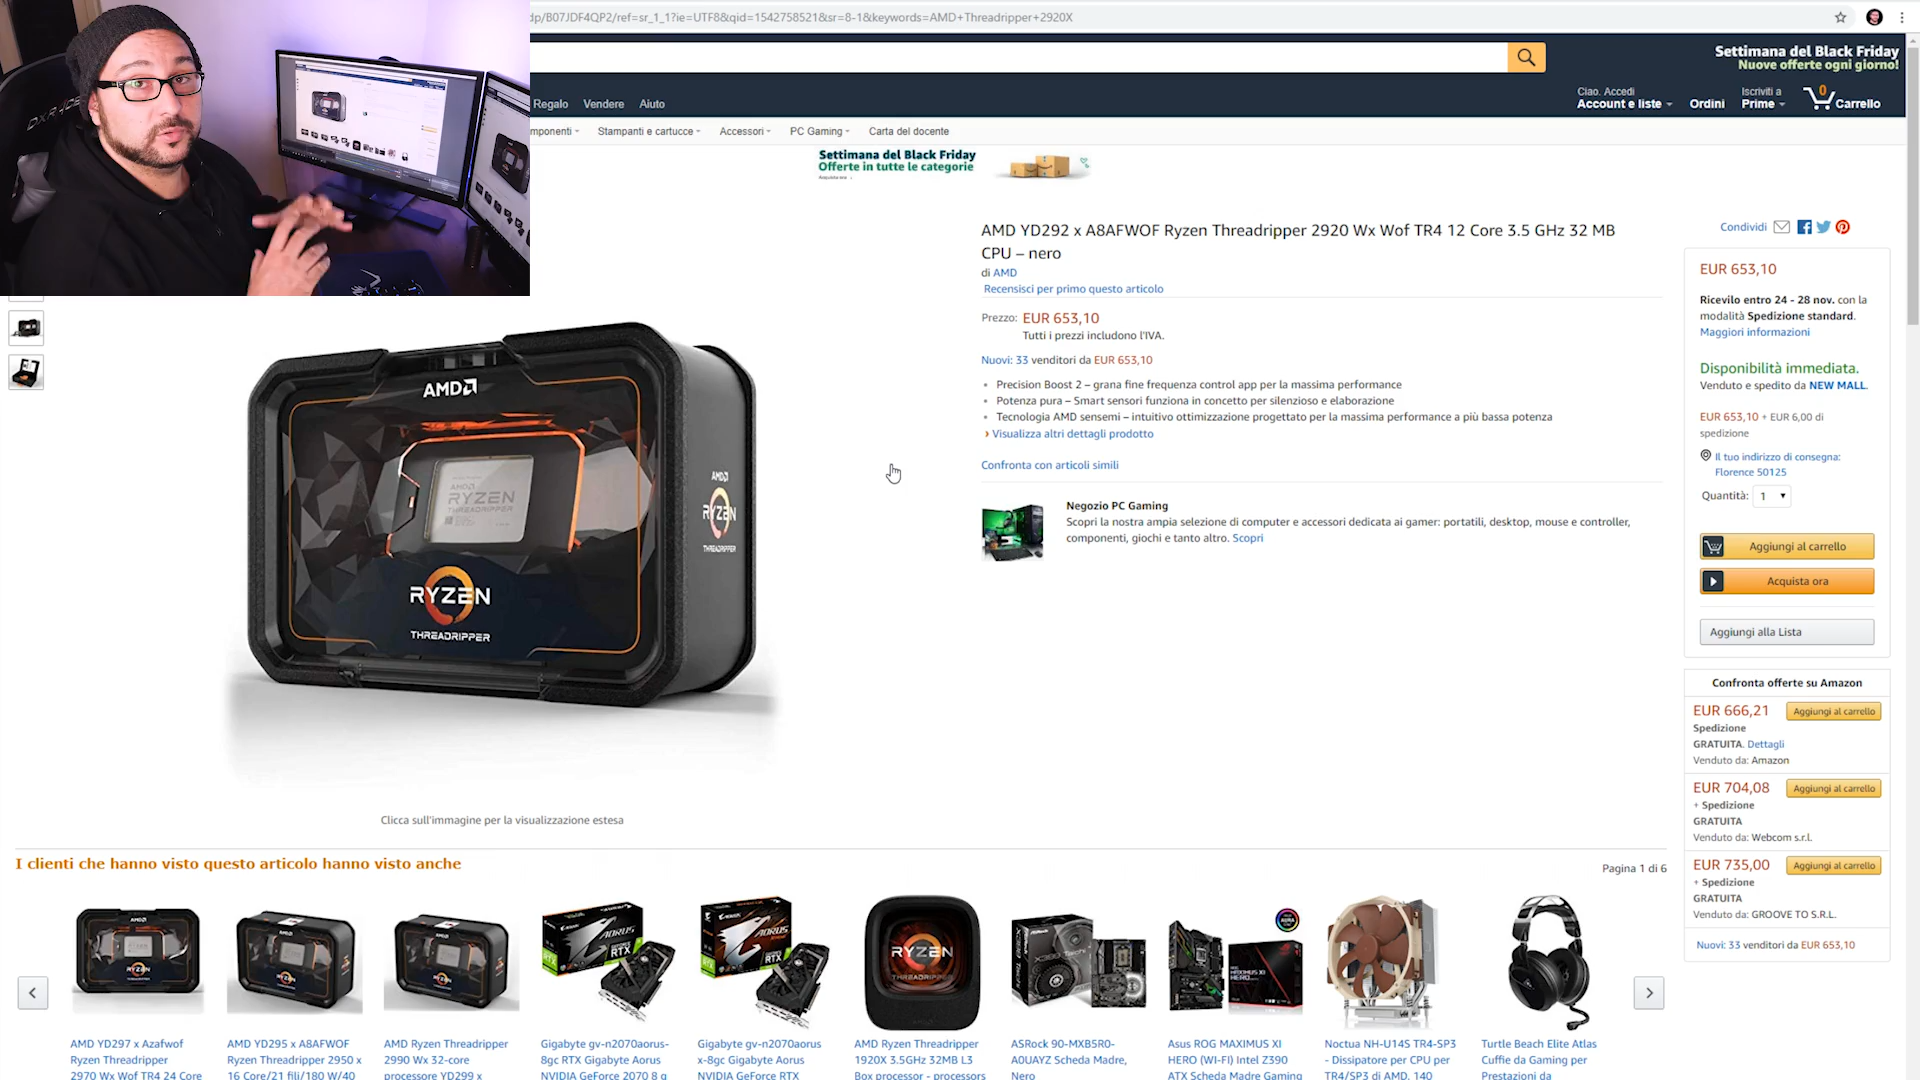 dp/B07JDF4QP2/ref=sr_1_1?ie=UTF8&qid=1542758521&sr=8-1&keywords=AMD+Threadripper+2920X
Settimana del Black Friday
Nuove offerte ogni giorno!
Regalo Vendere Aiuto
Ciao. Accedi
Account e liste
Ordini
Iscriviti a
Prime
0
Carrello
mponenti Stampanti e cartucce Accessori PC Gaming Carta del docente
Settimana del Black Friday
Offerte in tutte le categorie
AMD YD292 x A8AFWOF Ryzen Threadripper 2920 Wx Wof TR4 12 Core 3.5 GHz 32 MB
CPU – nero
di AMD
Recensisci per primo questo articolo
Prezzo: EUR 653,10
Tutti i prezzi includono l'IVA.
Nuovi: 33 venditori da EUR 653,10
Precision Boost 2 – grana fine frequenza control app per la massima performance
Potenza pura – Smart sensori funziona in concetto per silenzioso e elaborazione
Tecnologia AMD sensemi – intuitivo ottimizzazione progettato per la massima performance a più bassa potenza
› Visualizza altri dettagli prodotto
Confronta con articoli simili
Negozio PC Gaming
Scopri la nostra ampia selezione di computer e accessori dedicata ai gamer: portatili, desktop, mouse e controller,
componenti, giochi e tanto altro. Scopri
Condividi
EUR 653,10
Ricevilo entro 24 - 28 nov. con la
modalità Spedizione standard.
Maggiori informazioni
Disponibilità immediata.
Venduto e spedito da NEW MALL.
EUR 653,10 + EUR 6,00 di
spedizione
Il tuo indirizzo di consegna:
Florence 50125
Quantità: 1
Aggiungi al carrello
Acquista ora
Aggiungi alla Lista
Confronta offerte su Amazon
EUR 666,21 Aggiungi al carrello
Spedizione
GRATUITA. Dettagli
Venduto da: Amazon
EUR 704,08 Aggiungi al carrello
+ Spedizione
GRATUITA
Venduto da: Webcom s.r.l.
EUR 735,00 Aggiungi al carrello
+ Spedizione
GRATUITA
Venduto da: GROOVE TO S.R.L.
Nuovi: 33 venditori da EUR 653,10
AMD
AMD
RYZEN
THREADRIPPER
RYZEN
THREADRIPPER
AMD
RYZEN
THREADRIPPER
Clicca sull'immagine per la visualizzazione estesa
I clienti che hanno visto questo articolo hanno visto anche
Pagina 1 di 6
AMD YD297 x Azafwof
Ryzen Threadripper
2970 Wx Wof TR4 24 Core
AMD YD295 x A8AFWOF
Ryzen Threadripper 2950 x
16 Core/21 fili/180 W/40
AMD Ryzen Threadripper
2990 Wx 32-core
processore YD299 x
Gigabyte gv-n2070aorus-
8gc RTX Gigabyte Aorus
NVIDIA GeForce 2070 8 g
Gigabyte gv-n2070aorus
x-8gc Gigabyte Aorus
NVIDIA GeForce RTX
AMD Ryzen Threadripper
1920X 3.5GHz 32MB L3
Box processor - processors
ASRock 90-MXB5R0-
A0UAYZ Scheda Madre,
Nero
Asus ROG MAXIMUS XI
HERO (WI-FI) Intel Z390
ATX Scheda Madre Gaming
Noctua NH-U14S TR4-SP3
- Dissipatore per CPU per
TR4/SP3 di AMD, 140
Turtle Beach Elite Atlas
Cuffie da Gaming per
Prestazioni da